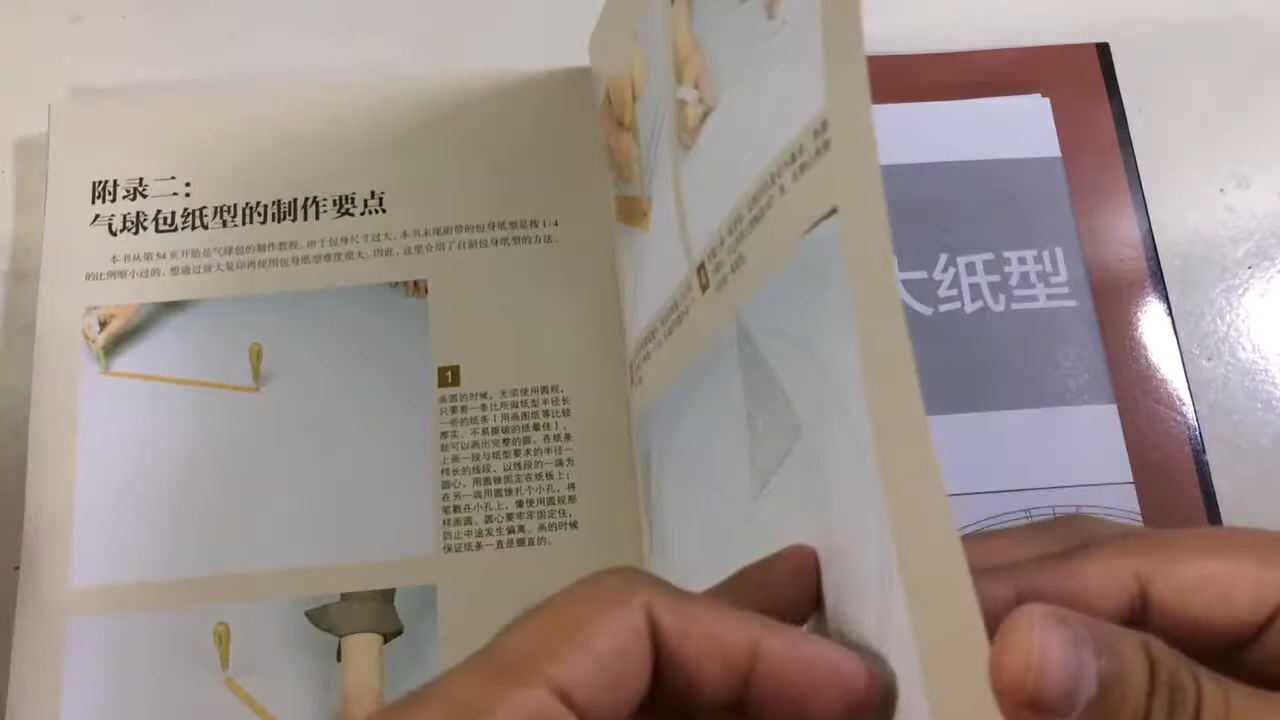 附录二：
气球包纸型的制作要点
本书从第54页开始是气球包的制作教程。由于包身尺寸过大，本书末尾附带的包身纸型是按1/4
的比例缩小过的，想通过放大复印再使用包身纸型难度很大。因此，这里介绍了自制包身纸型的方法。
1
画圆的时候，无须使用圆规，
只要要一条比所做纸型半径长
一些的纸条（用画图纸等比较
厚实、不易撕破的纸最佳），
就可以画出完整的圆。在纸条
上画一段与纸型要求的半径一
样长的线段，以线段的一端为
圆心，用圆锥固定在纸板上；
在另一端用圆锥扎个小孔，将
笔戳在小孔上，像使用圆规那
样画圆。圆心要牢牢固定住，
防止中途发生偏离。画的时候
保证纸条一直是绷直的。
4
大纸型